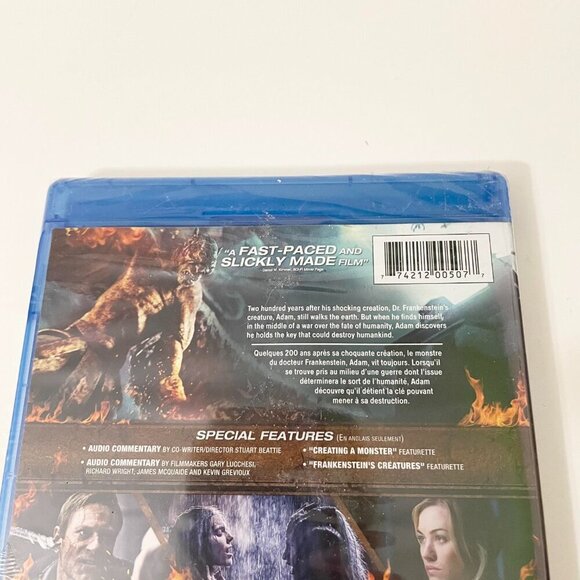 "A FAST-PACED AND
SLICKLY MADE FILM"
7 74212 00507 7
Two hundred years after his shocking creation, Dr. Frankenstein's
creature, Adam, still walks the earth. But when he finds himself
in the middle of a war over the fate of humanity, Adam discovers
he holds the key that could destroy humankind.
Quelques 200 ans après sa choquante création, le monstre
du docteur Frankenstein, Adam, vit toujours. Lorsqu'il
se trouve pris au milieu d'une guerre dont l'issue
déterminera le sort de l'humanité, Adam
découvre qu'il détient la clé pouvant
mener à sa destruction.
SPECIAL FEATURES (En anglais seulement)
• AUDIO COMMENTARY BY CO-WRITER/DIRECTOR STUART BEATTIE
• AUDIO COMMENTARY BY FILMMAKERS GARY LUCCHESI,
RICHARD WRIGHT, JAMES MCQUAIDE AND KEVIN GREVIOUX
• "CREATING A MONSTER" FEATURETTE
• "FRANKENSTEIN'S CREATURES" FEATURETTE